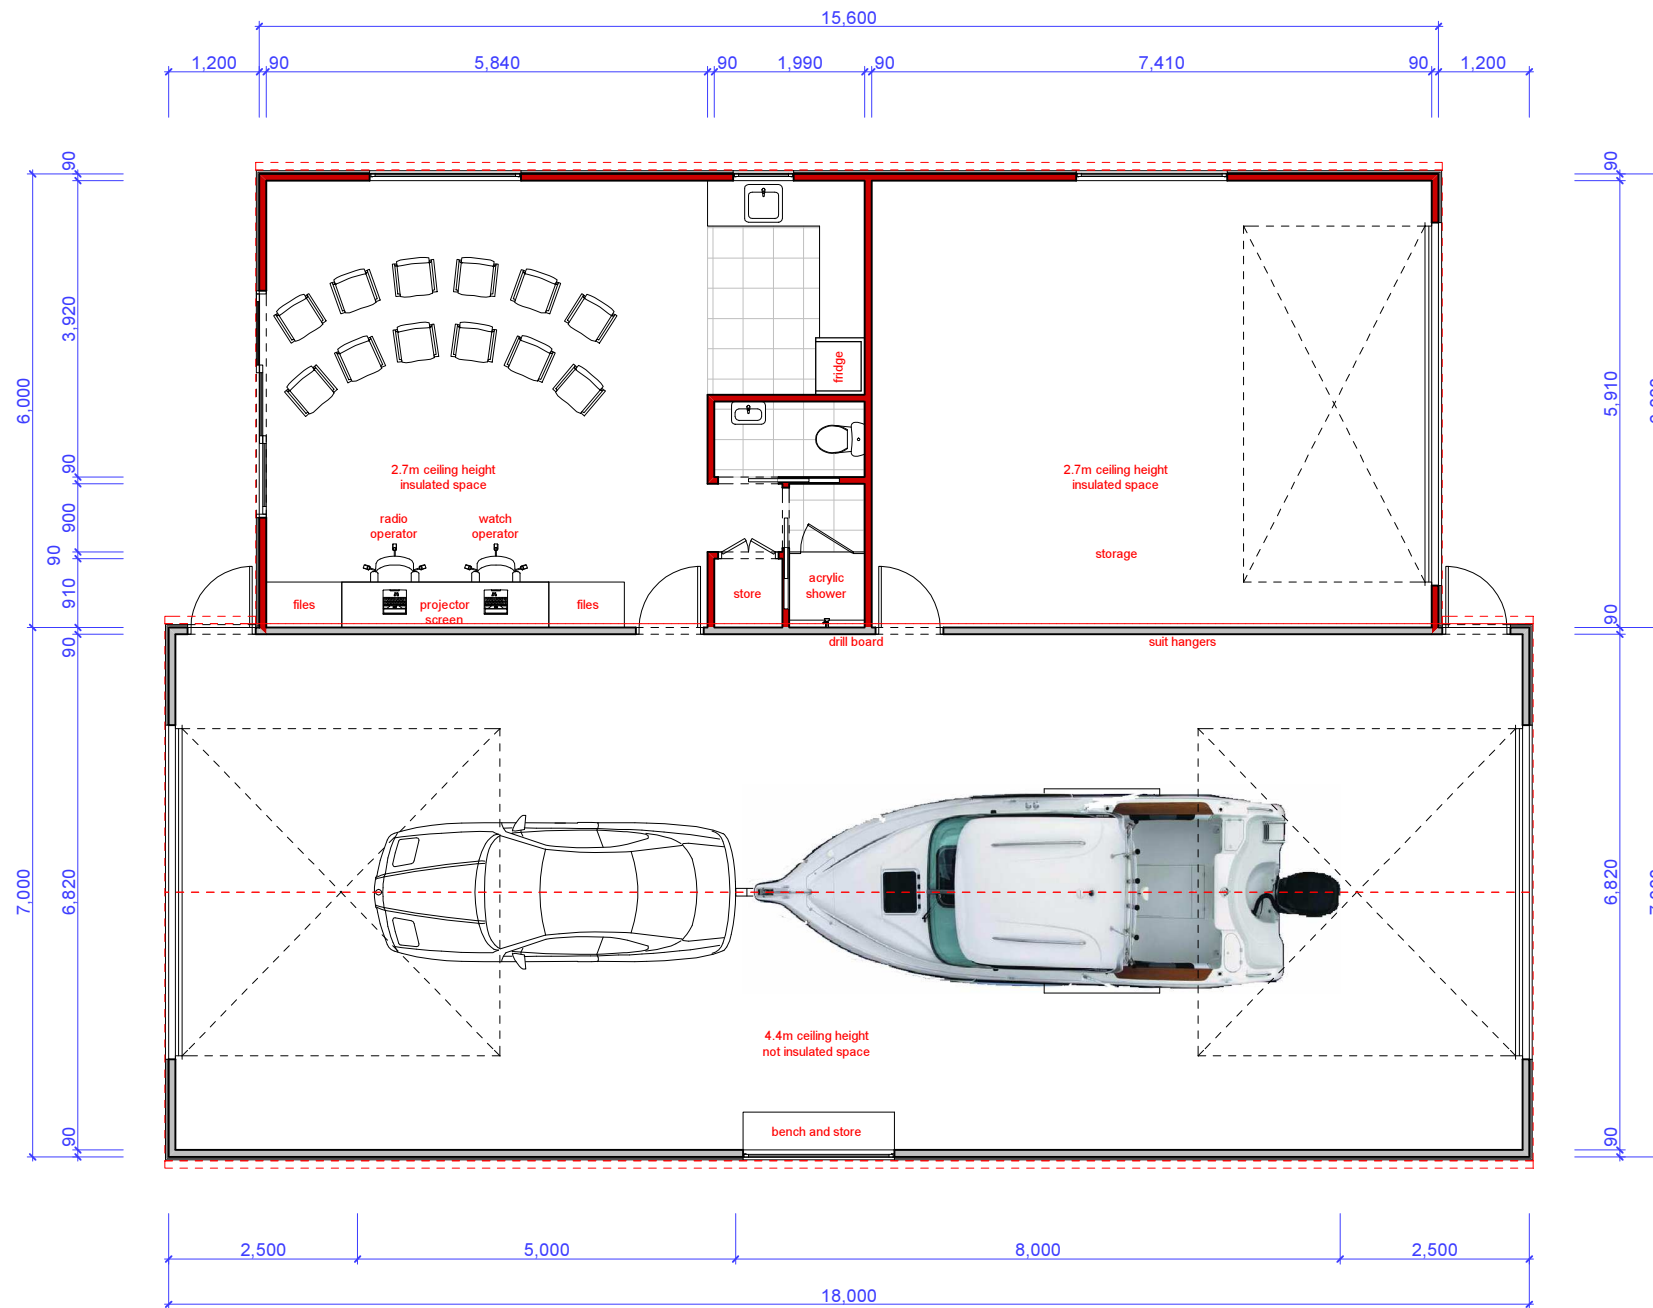 15,600
1,200
90
5,840
90
1,990
90
7,410
90
1,200
90
90
3,920
6,000
5,910
fridge
90
2.7m ceiling height
insulated space
2.7m ceiling height
insulated space
900
radio
operator
watch
operator
90
storage
910
files
projector
screen
files
store
acrylic
shower
90
90
drill board
suit hangers
7,000
6,820
6,820
4.4m ceiling height
not insulated space
bench and store
90
90
2,500
5,000
8,000
2,500
18,000